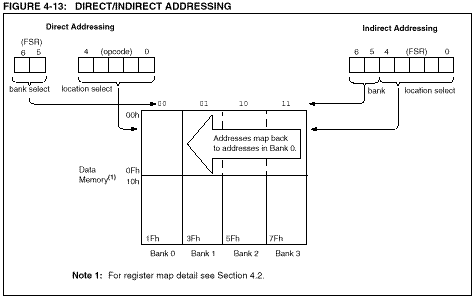 FIGURE 4-13: DIRECT/INDIRECT ADDRESSING
Direct Addressing
Indirect Addressing
(FSR)
6 5
4 (opcode) 0
6 5 4 (FSR) 0
bank select
location select
bank
location select
00 01 10 11
00h
Addresses map back
to addresses in Bank 0.
Data
Memory(1)
0Fh
10h
1Fh 3Fh 5Fh 7Fh
Bank 0 Bank 1 Bank 2 Bank 3
Note 1: For register map detail see Section 4.2.